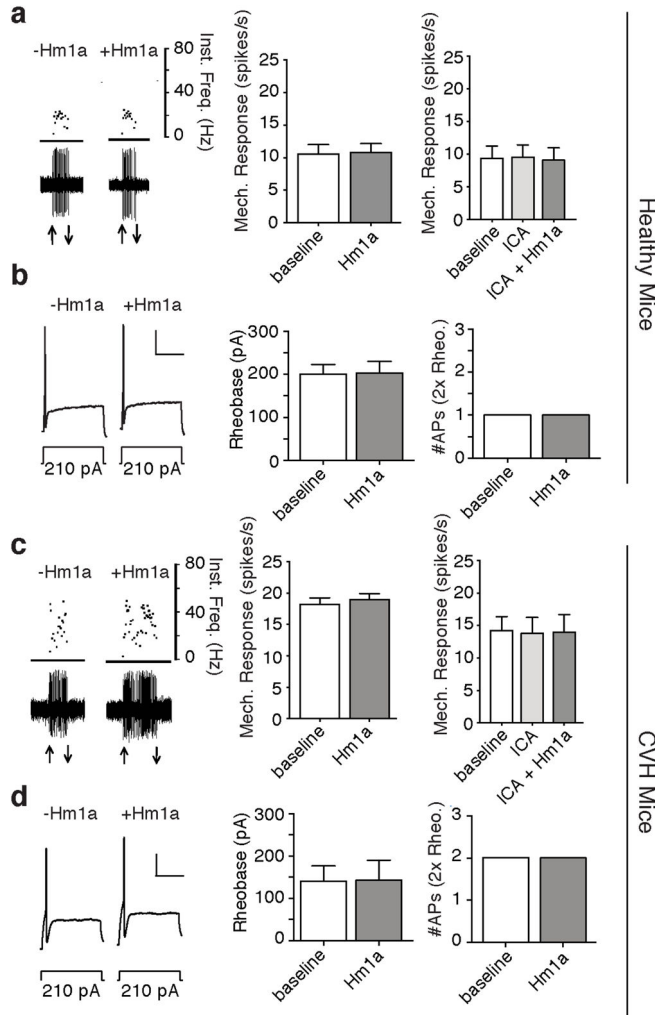 a
-Hm1a
+Hm1a
80
40
0
Inst. Freq.
(Hz)
Mech. Response (spikes/s)
25
20
15
10
5
0
baseline
Hm1a
Mech. Response (spikes/s)
25
20
15
10
5
0
baseline
ICA
ICA + Hm1a
Healthy Mice
b
-Hm1a
+Hm1a
210 pA
210 pA
Rheobase (pA)
300
200
100
0
baseline
Hm1a
#APs (2x Rheo.)
3
2
1
0
baseline
Hm1a
c
-Hm1a
+Hm1a
80
40
0
Inst. Freq.
(Hz)
Mech. Response (spikes/s)
25
20
15
10
5
0
baseline
Hm1a
Mech. Response (spikes/s)
25
20
15
10
5
0
baseline
ICA
ICA + Hm1a
CVH Mice
d
-Hm1a
+Hm1a
210 pA
210 pA
Rheobase (pA)
300
200
100
0
baseline
Hm1a
#APs (2x Rheo.)
3
2
1
0
baseline
Hm1a